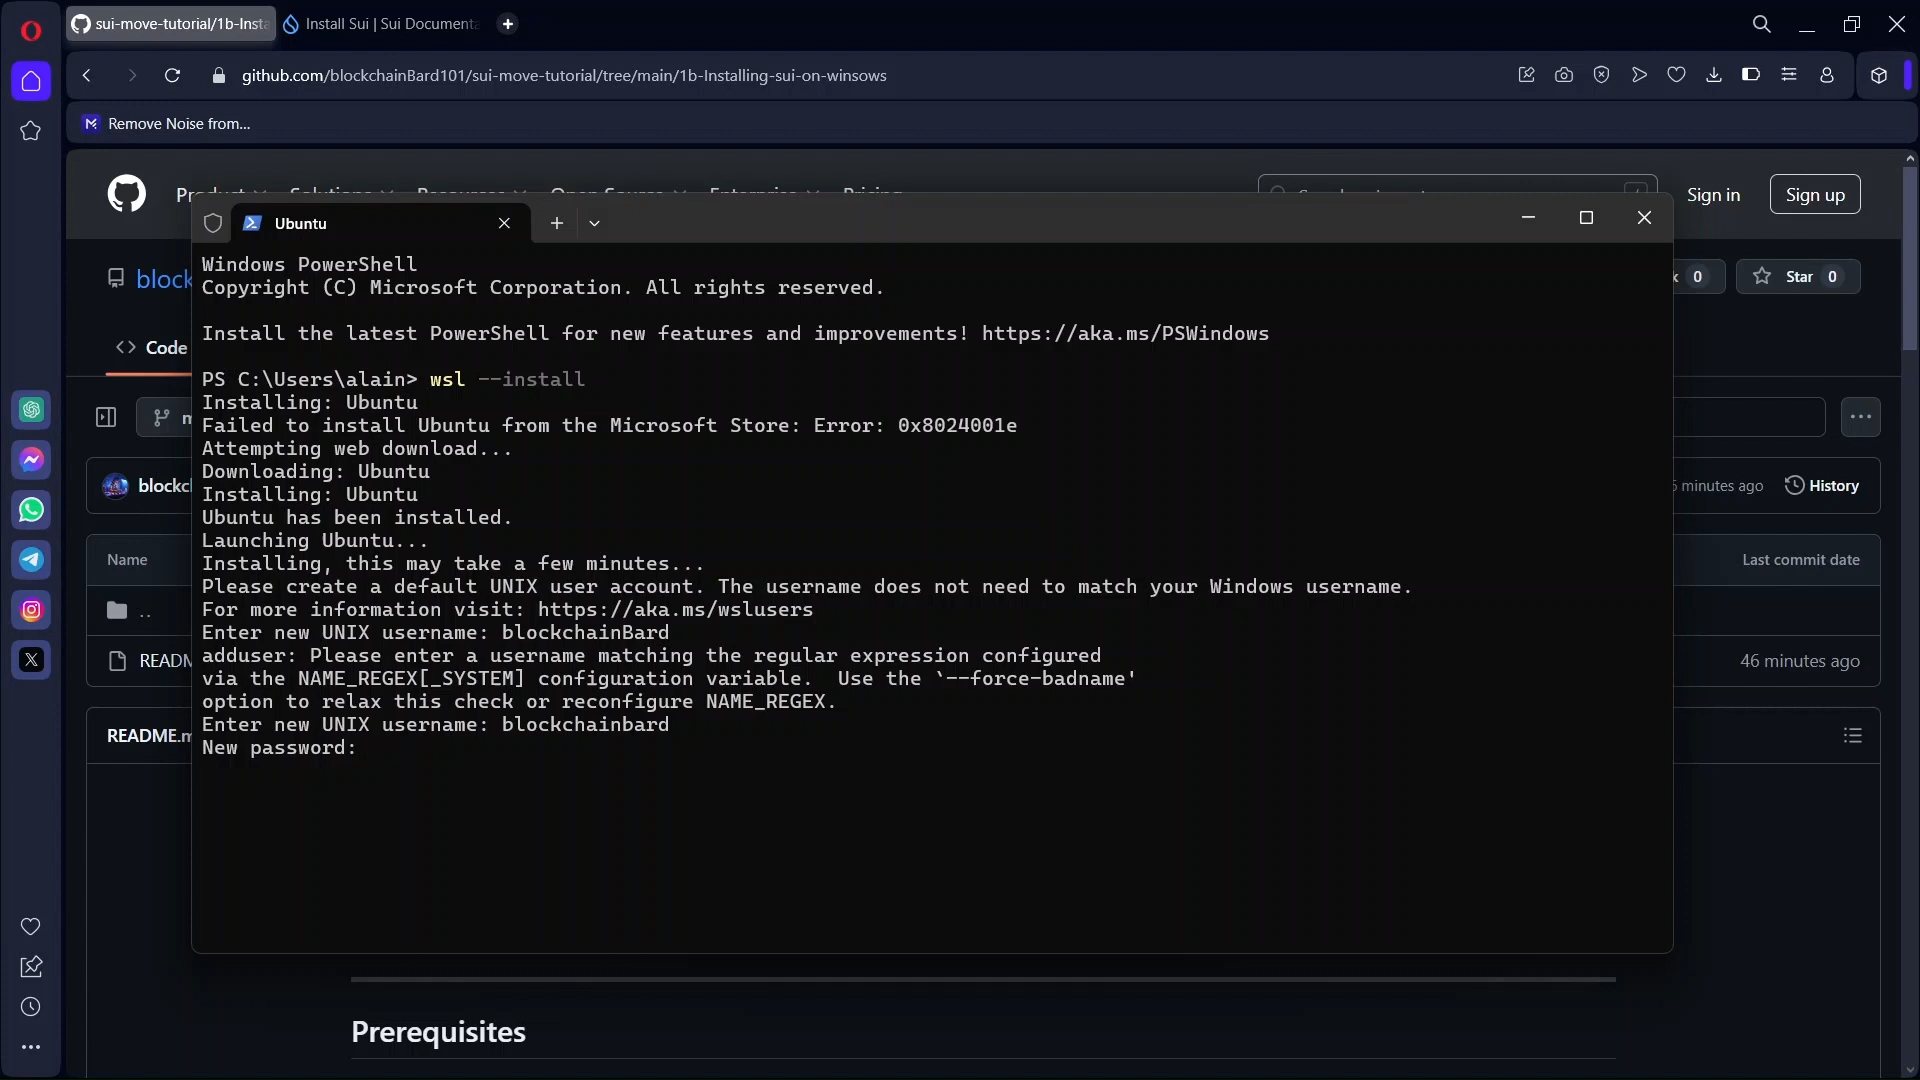 sui-move-tutorial/1b-Insta
Install Sui | Sui Documenta
github.com/blockchainBard101/sui-move-tutorial/tree/main/1b-Installing-sui-on-winsows
Remove Noise from...
Sign in
Sign up
Ubuntu
Windows PowerShell
block
0
Star 0
Copyright (C) Microsoft Corporation. All rights reserved.
Install the latest PowerShell for new features and improvements! https://aka.ms/PSWindows
Code
PS C:\Users\alain> wsl --install
Installing: Ubuntu
Failed to install Ubuntu from the Microsoft Store: Error: 0x8024001e
Attempting web download...
Downloading: Ubuntu
blockc
minutes ago
History
Installing: Ubuntu
Ubuntu has been installed.
Launching Ubuntu...
Name
Last commit date
Installing, this may take a few minutes...
Please create a default UNIX user account. The username does not need to match your Windows username.
..
For more information visit: https://aka.ms/wslusers
Enter new UNIX username: blockchainBard
READM
46 minutes ago
adduser: Please enter a username matching the regular expression configured
via the NAME_REGEX[_SYSTEM] configuration variable.  Use the `--force-badname'
option to relax this check or reconfigure NAME_REGEX.
Enter new UNIX username: blockchainbard
README.m
New password:
Prerequisites